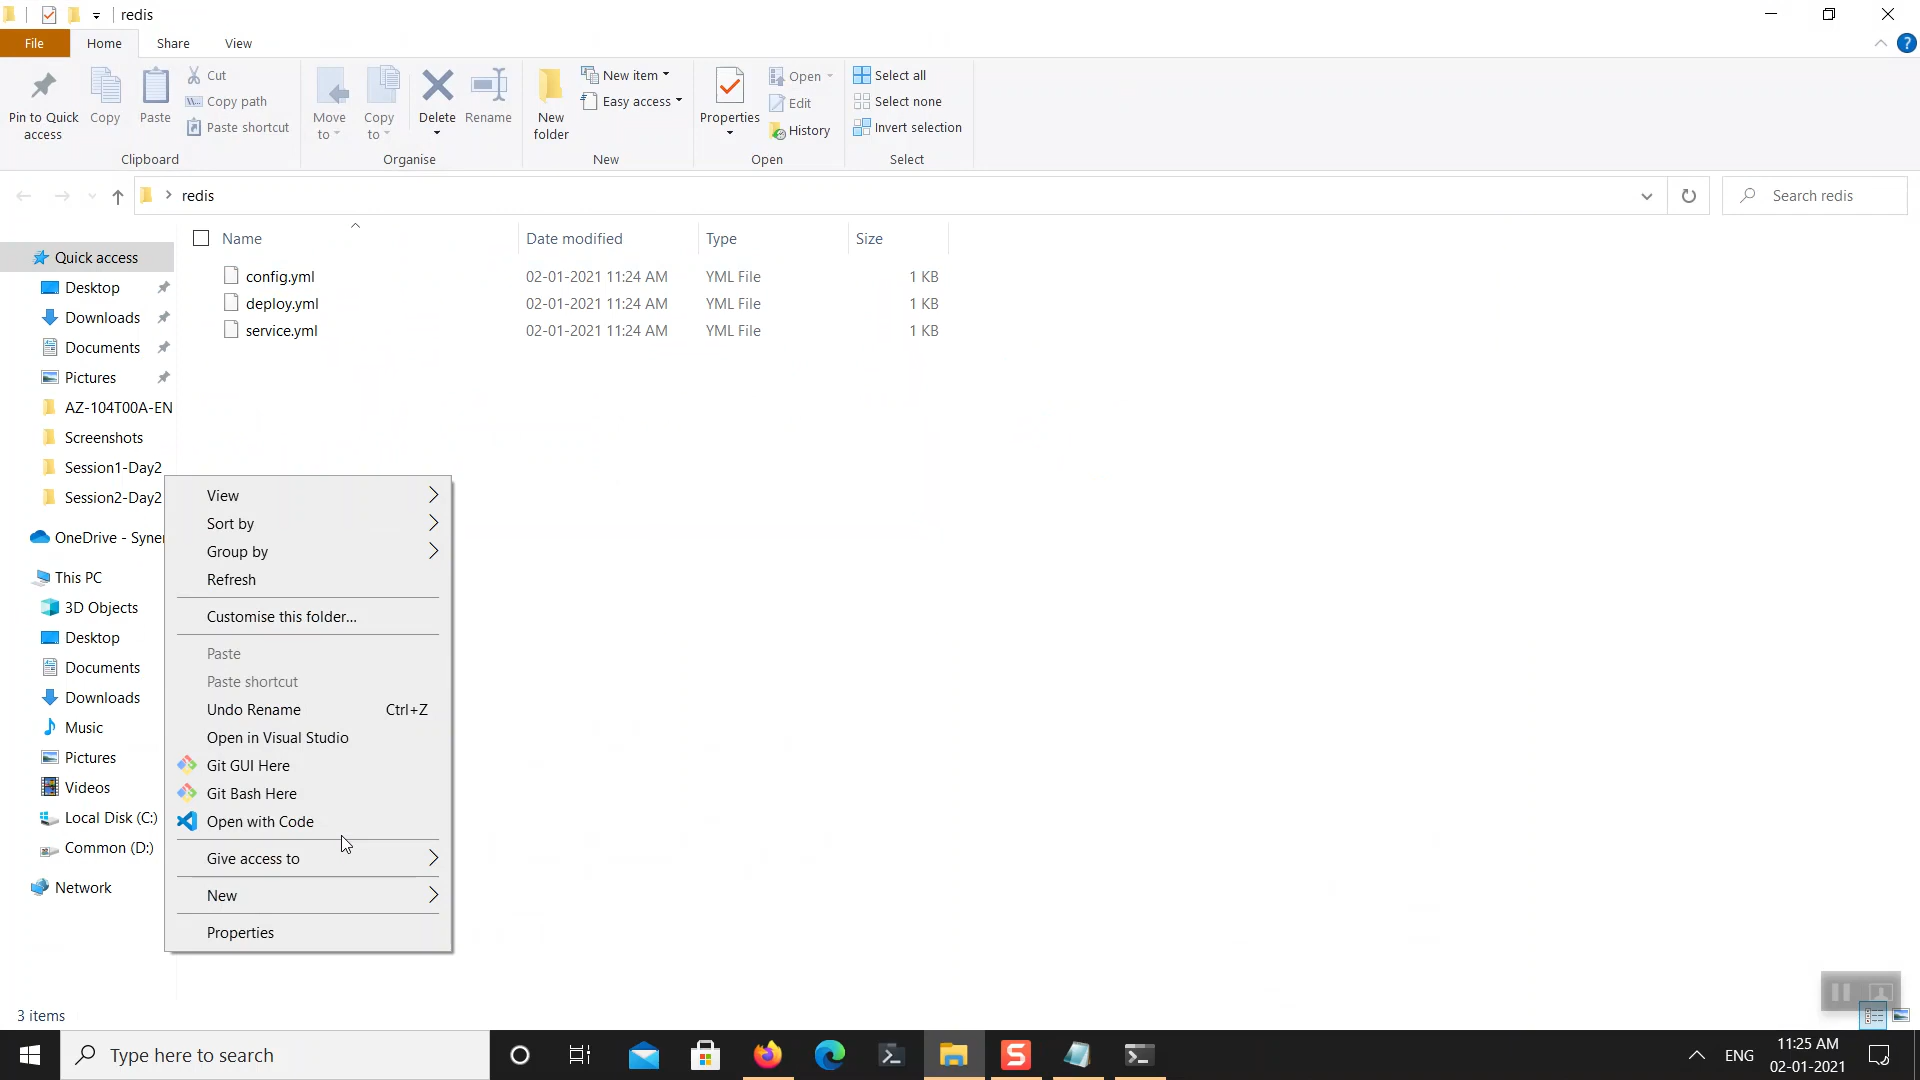 redis
File
Home
Share
View
Pin to Quick access
Copy
Paste
Cut
Copy path
Paste shortcut
Clipboard
Move to
Copy to
Delete
Rename
Organise
New folder
New item
Easy access
New
Properties
Open
Edit
History
Open
Select all
Select none
Invert selection
Select
redis
Search redis
Name
Date modified
Type
Size
config.yml 02-01-2021 11:24 AM YML File 1 KB
deploy.yml 02-01-2021 11:24 AM YML File 1 KB
service.yml 02-01-2021 11:24 AM YML File 1 KB
Quick access
Desktop
Downloads
Documents
Pictures
AZ-104T00A-EN
Screenshots
Session1-Day2
Session2-Day2
OneDrive - Syner
This PC
3D Objects
Desktop
Documents
Downloads
Music
Pictures
Videos
Local Disk (C:)
Common (D:)
Network
View
Sort by
Group by
Refresh
Customise this folder...
Paste
Paste shortcut
Undo Rename Ctrl+Z
Open in Visual Studio
Git GUI Here
Git Bash Here
Open with Code
Give access to
New
Properties
3 items
Type here to search
ENG
11:25 AM
02-01-2021